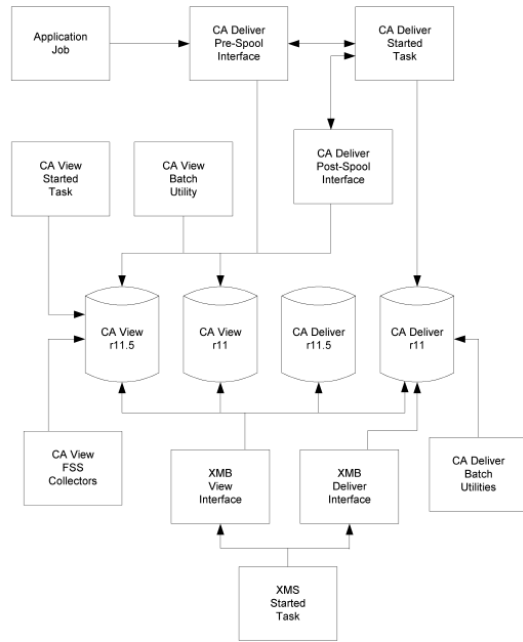 Application
Job
CA Deliver
Pre-Spool
Interface
CA Deliver
Started
Task
CA View
Started
Task
CA View
Batch
Utility
CA Deliver
Post-Spool
Interface
CA View
r11.5
CA View
r11
CA Deliver
r11.5
CA Deliver
r11
CA View
FSS
Collectors
XMB
View
Interface
XMB
Deliver
Interface
CA Deliver
Batch
Utilities
XMS
Started
Task